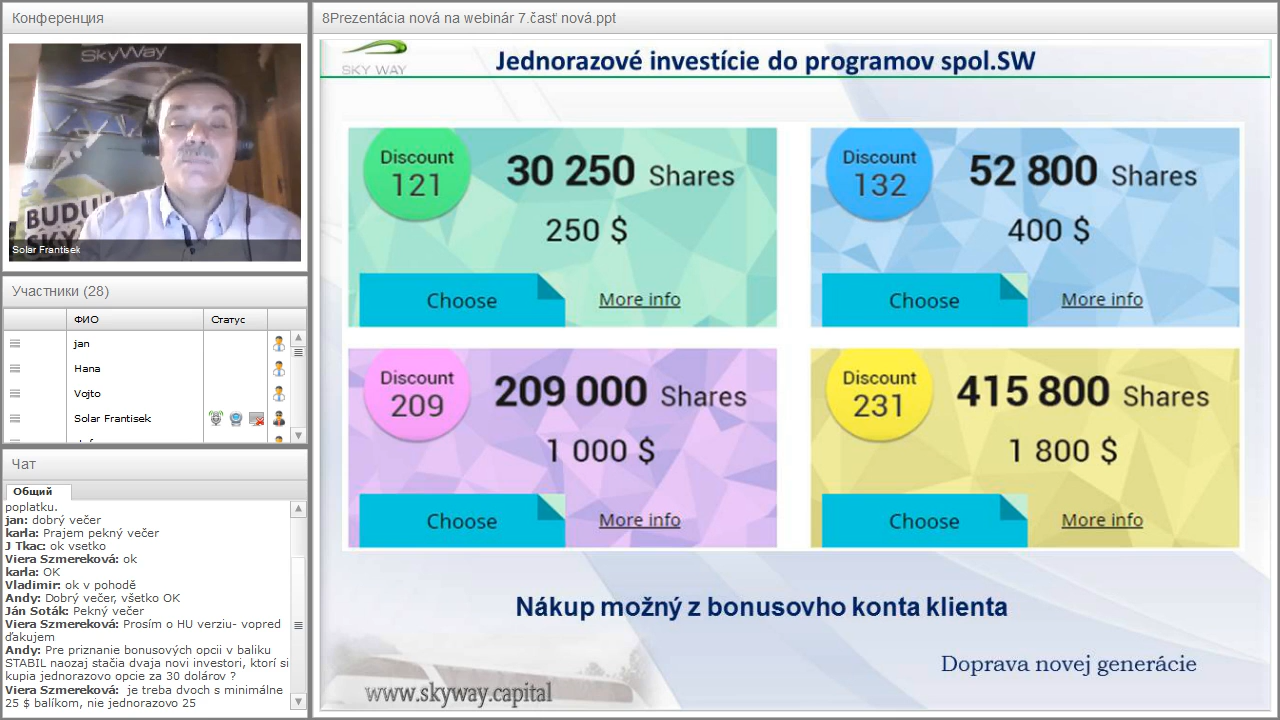 Конференция
SkyWay
BUDU
SKY
Solar Frantisek
Участники (28)
ФИО Статус
jan
Hana
Vojto
Solar Frantisek
Чат
Общий
poplatku.
jan: dobrý večer
karla: Prajem pekný večer
J Tkac: ok vsetko
Viera Szmereková: ok
karla: OK
Vladimir: ok v pohodě
Andy: Dobrý večer, všetko OK
Ján Soták: Pekný večer
Viera Szmereková: Prosím o HU verziu- vopred
ďakujem
Andy: Pre priznanie bonusových opcii v baliku
STABIL naozaj stačia dvaja novi investori, ktorí si
kupia jednorazovo opcie za 30 dolárov ?
Viera Szmereková: je treba dvoch s minimálne
25 $ balíkom, nie jednorazovo 25
8Prezentácia nová na webinár 7.časť nová.ppt
SKY WAY
Jednorazové investície do programov spol.SW
Discount
121
30 250 Shares
250 $
Choose
More info
Discount
132
52 800 Shares
400 $
Choose
More info
Discount
209
209 000 Shares
1 000 $
Choose
More info
Discount
231
415 800 Shares
1 800 $
Choose
More info
Nákup možný z bonusovho konta klienta
Doprava novej generácie
www.skyway.capital